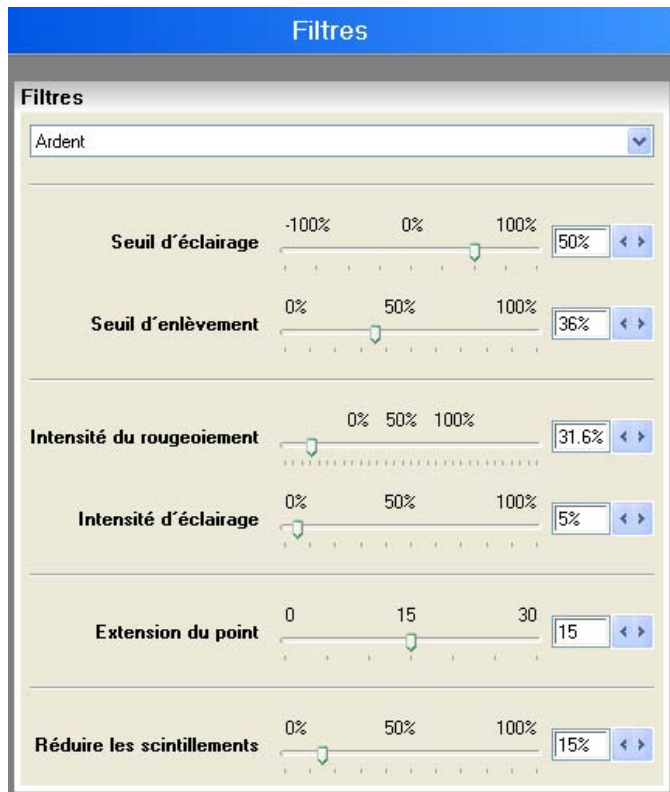 Filtres
Filtres
Ardent
-100% 0% 100%
Seuil d´éclairage 50%
0% 50% 100%
Seuil d´enlèvement 36%
0% 50% 100%
Intensité du rougeoiement 31.6%
0% 50% 100%
Intensité d´éclairage 5%
0 15 30
Extension du point 15
0% 50% 100%
Réduire les scintillements 15%